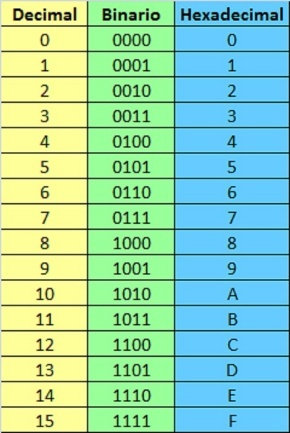 Decimal Binario Hexadecimal
0 0000 0
1 0001 1
2 0010 2
3 0011 3
4 0100 4
5 0101 5
6 0110 6
7 0111 7
8 1000 8
9 1001 9
10 1010 A
11 1011 B
12 1100 C
13 1101 D
14 1110 E
15 1111 F